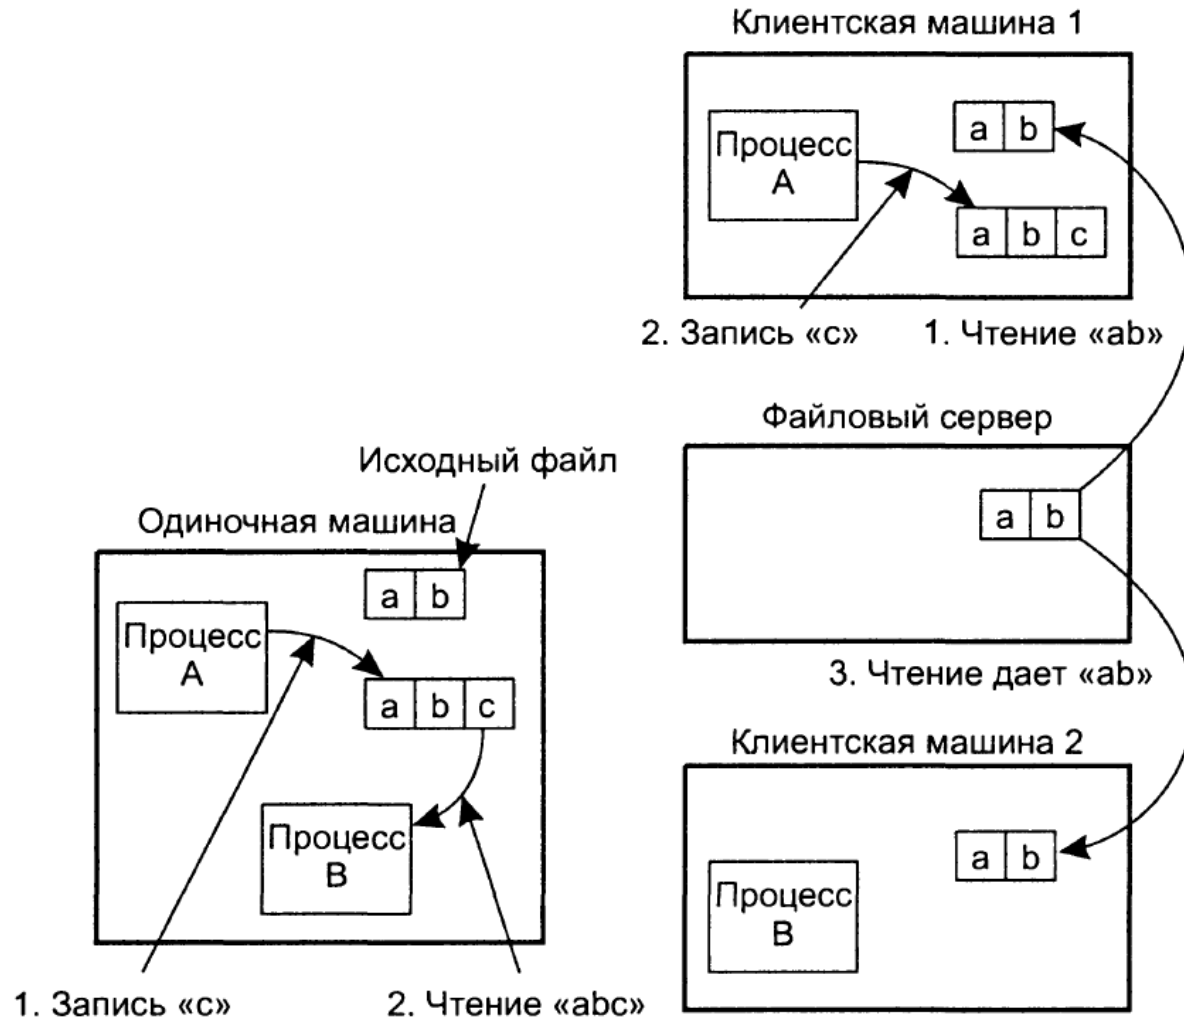 Клиентская машина 1
Процесс
A
a b
a b c
2. Запись «c»
1. Чтение «ab»
Файловый сервер
a b
3. Чтение дает «ab»
Клиентская машина 2
a b
Процесс
B
Исходный файл
Одиночная машина
a b
Процесс
A
a b c
Процесс
B
1. Запись «c»
2. Чтение «abc»